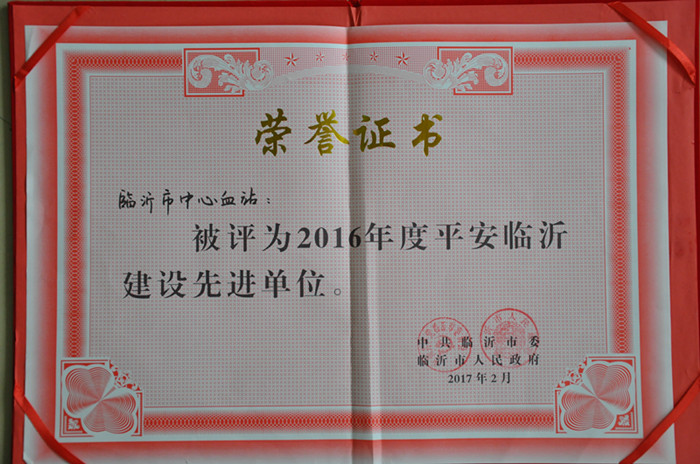 荣誉证书
临沂市中心血站：
被评为2016年度平安临沂
建设先进单位。
中共临沂市委
临沂市人民政府
2017年2月